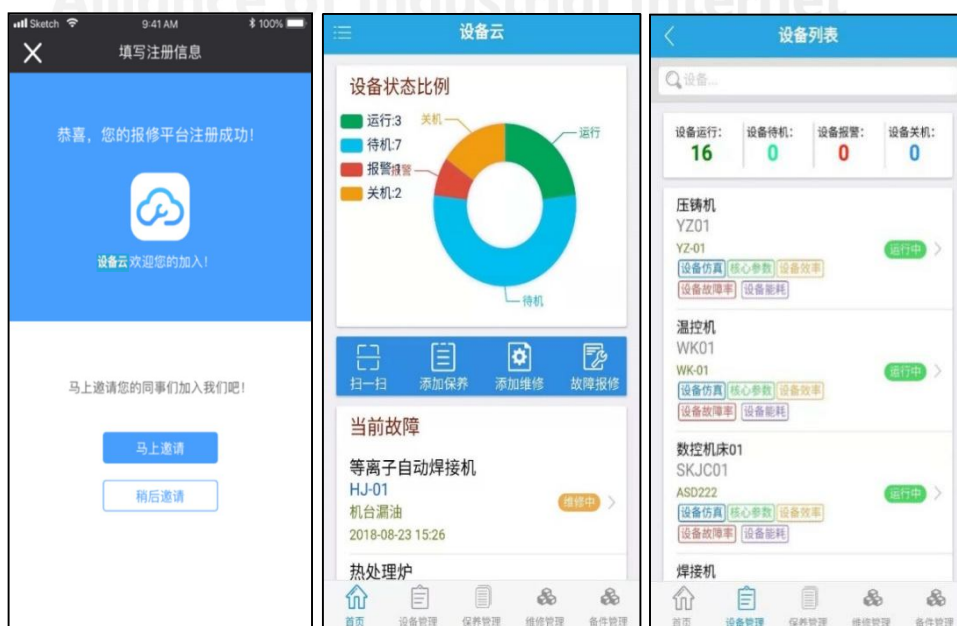 Alliance of Industrial Internet
Sketch
9:41 AM
100%
填写注册信息
恭喜，您的报修平台注册成功！
设备云欢迎您的加入！
马上邀请您的同事们加入我们吧！
马上邀请
稍后邀请
设备云
设备状态比例
运行:3
待机:7
报警
关机:2
关机
运行
报警
待机
扫一扫
添加保养
添加维修
故障报修
当前故障
等离子自动焊接机
HJ-01
机台漏油
维修中
2018-08-23 15:26
热处理炉
首页
设备管理
保养管理
维修管理
备件管理
设备列表
设备...
设备运行:
16
设备待机:
0
设备报警:
0
设备关机:
0
压铸机
YZ01
YZ-01
运行中
设备仿真 核心参数 设备效率
设备故障率 设备能耗
温控机
WK01
WK-01
运行中
设备仿真 核心参数 设备效率
设备故障率 设备能耗
数控机床01
SKJC01
ASD222
运行中
设备仿真 核心参数 设备效率
设备故障率 设备能耗
焊接机
首页
设备管理
保养管理
维修管理
备件管理